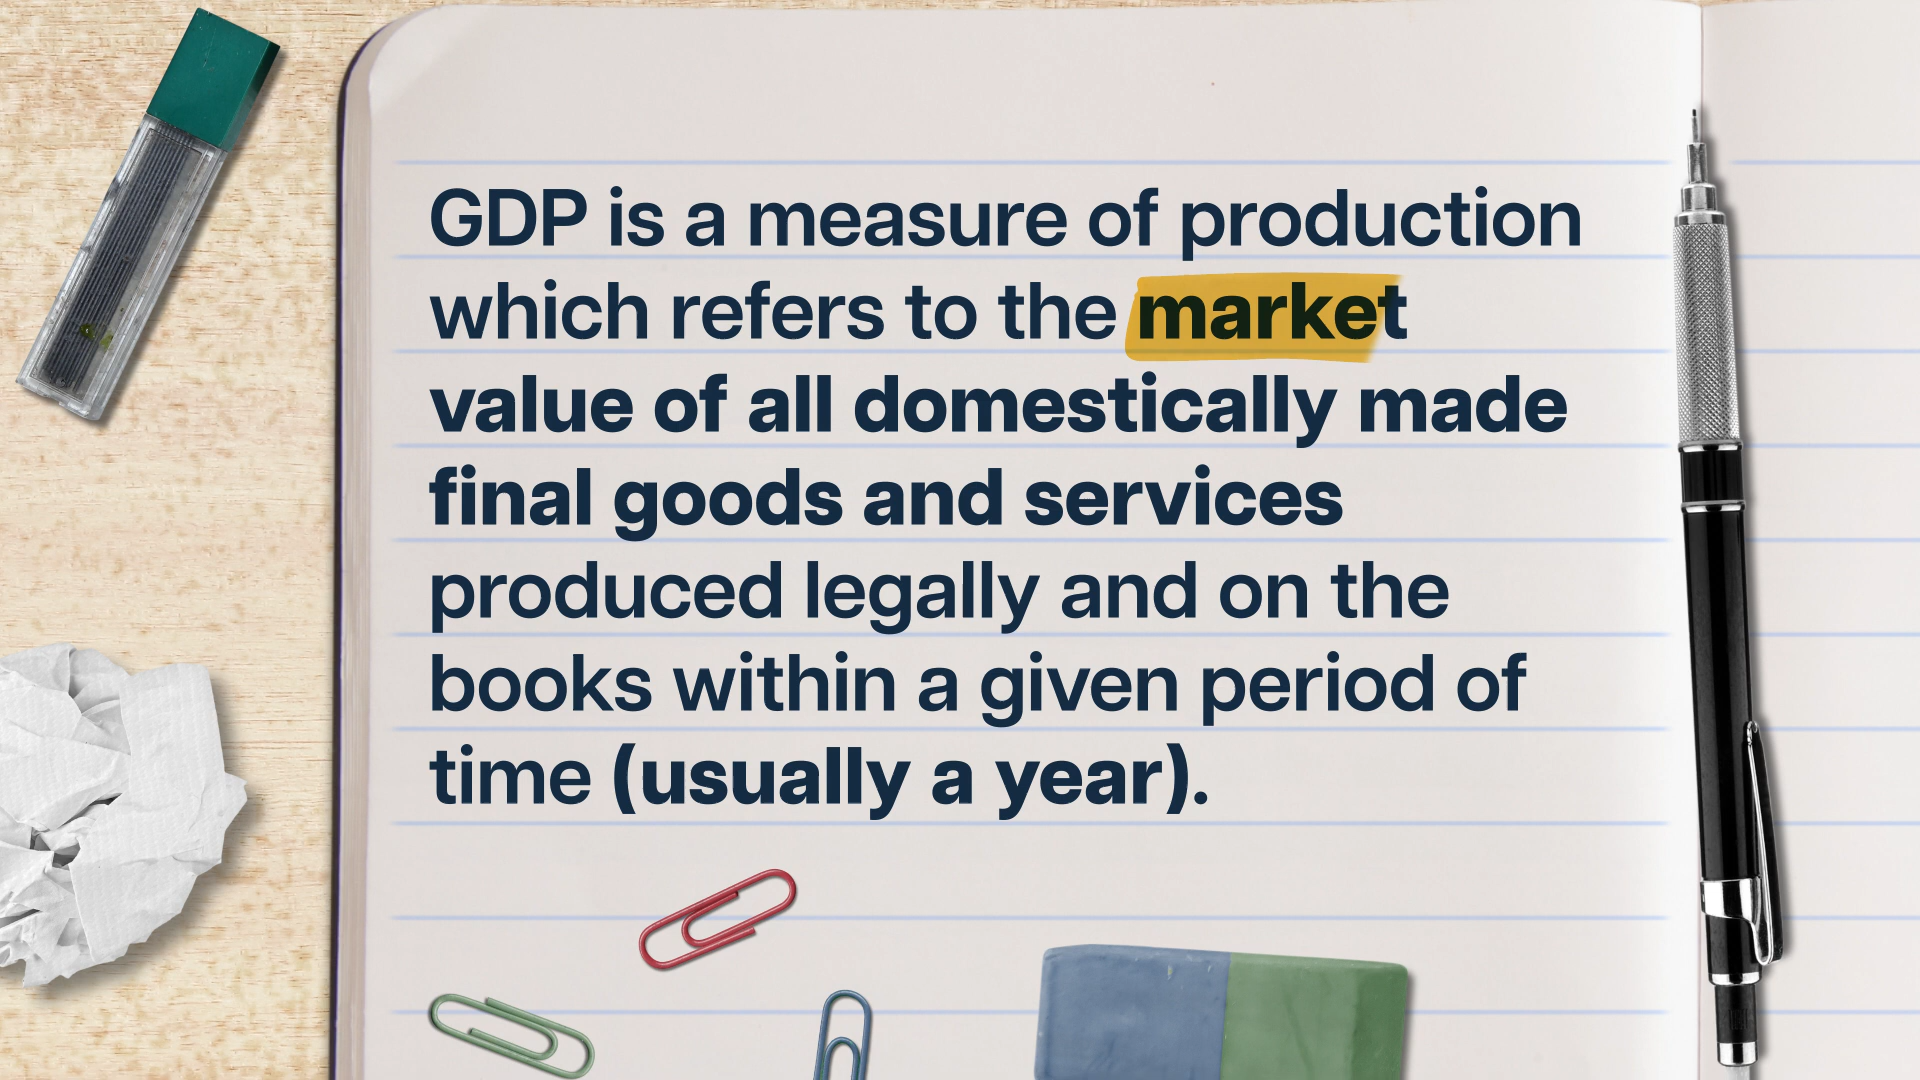 GDP is a measure of production
which refers to the market
value of all domestically made
final goods and services
produced legally and on the
books within a given period of
time (usually a year).